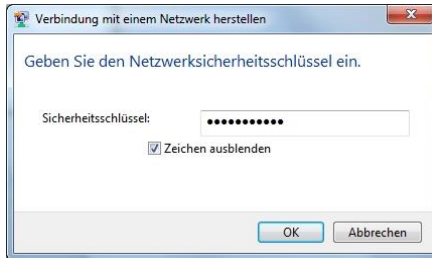 Verbindung mit einem Netzwerk herstellen
Geben Sie den Netzwerksicherheitsschlüssel ein.
Sicherheitsschlüssel: •••••••••••
Zeichen ausblenden
OK Abbrechen